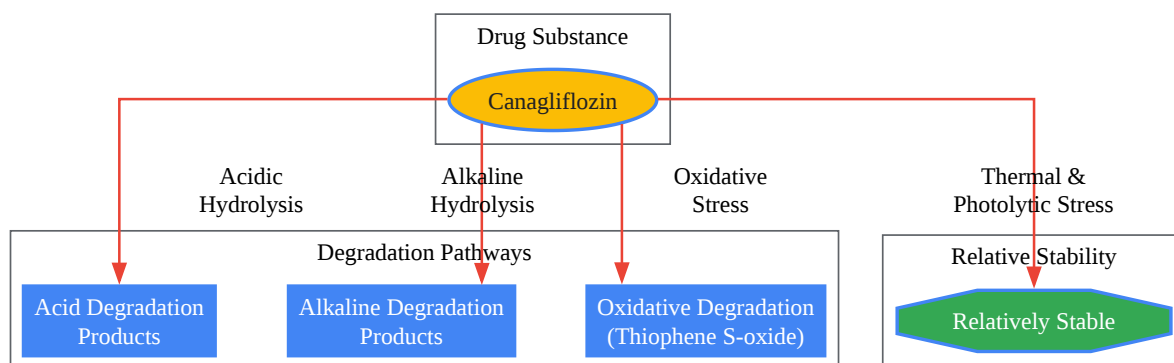 Drug Substance
Canagliflozin
Acidic
Hydrolysis
Alkaline
Hydrolysis
Oxidative
Stress
Thermal &
Photolytic Stress
Degradation Pathways
Relative Stability
Acid Degradation
Products
Alkaline Degradation
Products
Oxidative Degradation
(Thiophene S-oxide)
Relatively Stable